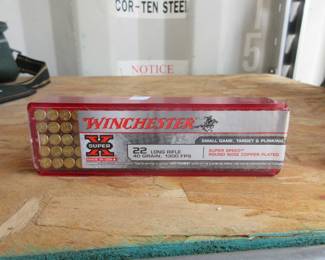 COR-TEN STEEL
5
NOTICE
WINCHESTER
SMALL GAME, TARGET & PLINKING
SUPER
X
22 LONG RIFLE
40 GRAIN, 1300 FPS
SUPER SPEED
ROUND NOSE COPPER PLATED